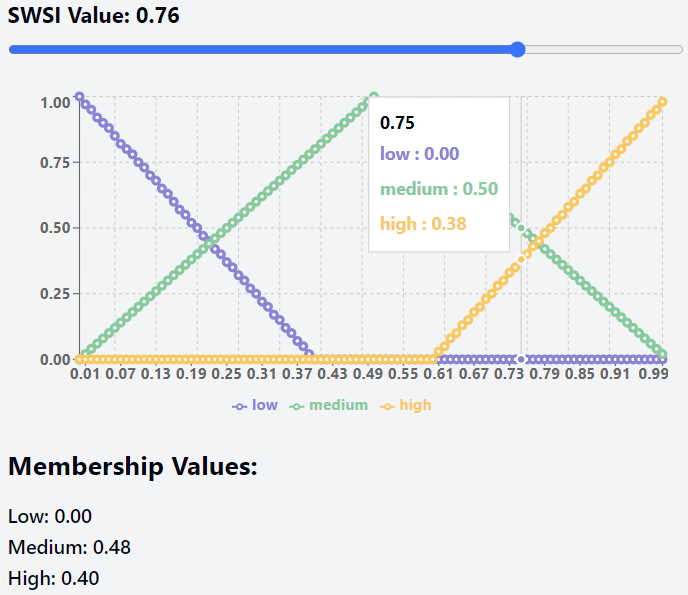 SWSI Value: 0.76
1.00
0.75
0.50
0.25
0.00
0.75
low : 0.00
medium : 0.50
high : 0.38
0.01 0.07 0.13 0.19 0.25 0.31 0.37 0.43 0.49 0.55 0.61 0.67 0.73 0.79 0.85 0.91 0.99
low medium high
Membership Values:
Low: 0.00
Medium: 0.48
High: 0.40